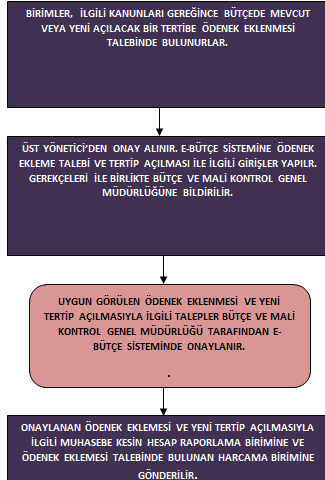 BİRİMLER, İLGİLİ KANUNLARI GEREĞİNCE BÜTÇEDE MEVCUT
VEYA YENİ AÇILACAK BİR TERTİBE ÖDENEK EKLENMESİ
TALEBİNDE BULUNURLAR.
ÜST YÖNETİCİ'DEN ONAY ALINIR. E-BÜTÇE SİSTEMİNE ÖDENEK
EKLEME TALEBİ VE TERTİP AÇILMASI İLE İLGİLİ GİRİŞLER YAPILR.
GEREKÇELERİ İLE BİRLİKTE BÜTÇE VE MALİ KONTROL GENEL
MÜDÜRLÜĞÜNE BİLDİRİLİR.
UYGUN GÖRÜLEN ÖDENEK EKLENMESİ VE YENİ
TERTİP AÇILMASIYLA İLGİLİ TALEPLER BÜTÇE VE MALİ
KONTROL GENEL MÜDÜRLÜĞÜ TARAFINDAN E-
BÜTÇE SİSTEMİNDE ONAYLANIR.
.
ONAYLANAN ÖDENEK EKLEMESİ VE YENİ TERTİP AÇILMASIYLA
İLGİLİ MUHASEBE KESİN HESAP RAPORLAMA BİRİMİNE VE
ÖDENEK EKLEMESİ TALEBİNDE BULUNAN HARCAMA BİRİMİNE
GÖNDERİLİR.